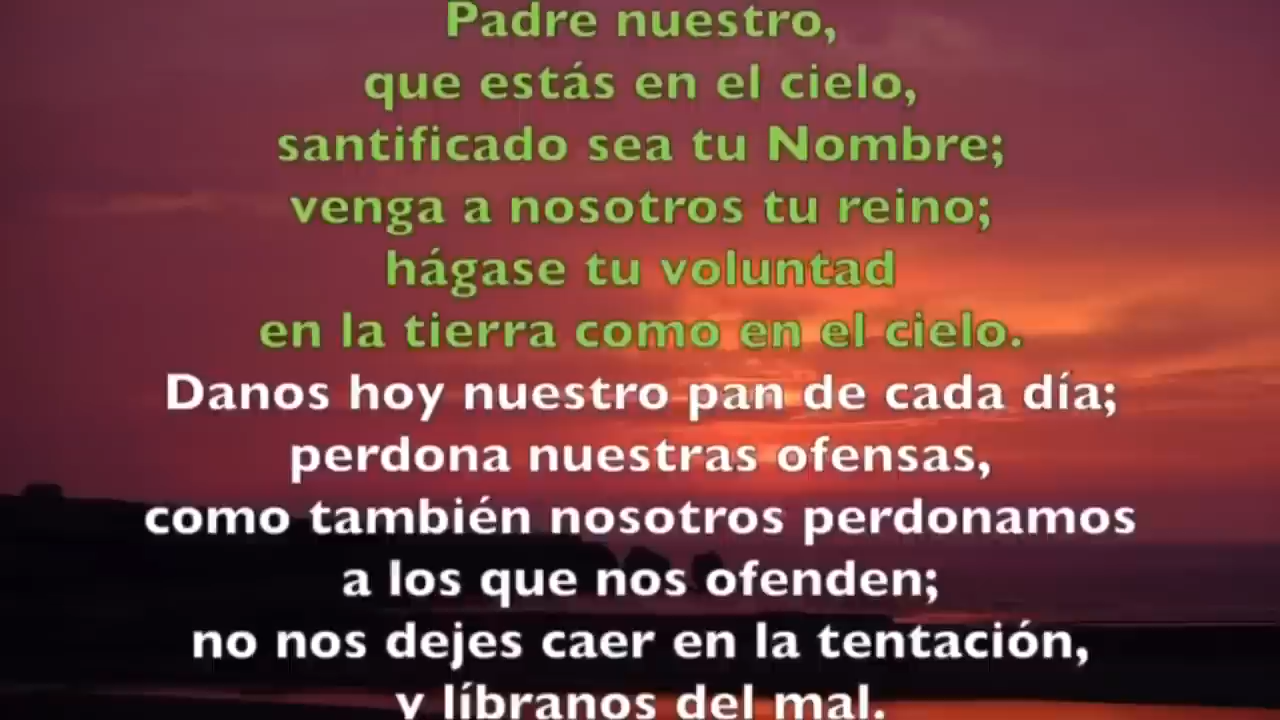 Padre nuestro,
que estás en el cielo,
santificado sea tu Nombre;
venga a nosotros tu reino;
hágase tu voluntad
en la tierra como en el cielo.
Danos hoy nuestro pan de cada día;
perdona nuestras ofensas,
como también nosotros perdonamos
a los que nos ofenden;
no nos dejes caer en la tentación,
y líbranos del mal.